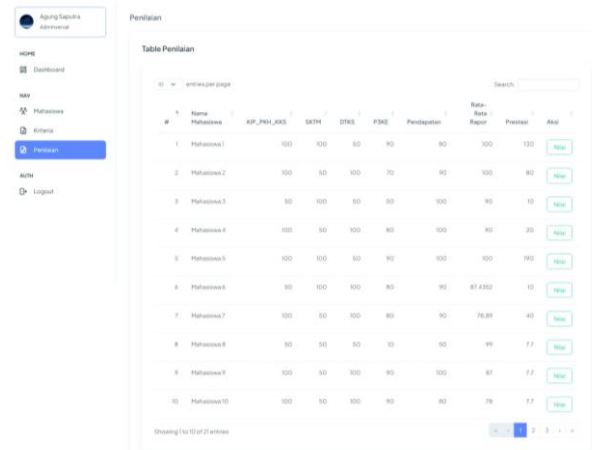 Agung Saputra
Adminverval
HOME
Dashboard
NAV
Mahasiswa
Kriteria
Penilaian
AUTH
Logout
Penilaian
Table Penilaian
10 entries per page
Search:
# Nama Mahasiswa KIP_PKH_KKS SKTM DTKS P3KE Pendapatan Rata-Rata Rapor Prestasi Aksi
1 Mahasiswa 1 100 100 50 90 80 100 130 Nilai
2 Mahasiswa 2 100 50 100 70 90 100 80 Nilai
3 Mahasiswa 3 50 100 50 50 100 90 10 Nilai
4 Mahasiswa 4 100 50 100 80 100 90 20 Nilai
5 Mahasiswa 5 100 100 50 90 100 100 190 Nilai
6 Mahasiswa 6 50 100 100 80 90 87.4352 10 Nilai
7 Mahasiswa 7 100 50 100 80 90 78.89 40 Nilai
8 Mahasiswa 8 50 50 50 10 50 99 7.7 Nilai
9 Mahasiswa 9 100 50 100 90 100 87 7.7 Nilai
10 Mahasiswa 10 100 50 100 90 80 78 7.7 Nilai
Showing 1 to 10 of 21 entries
« ‹ 1 2 3 › »